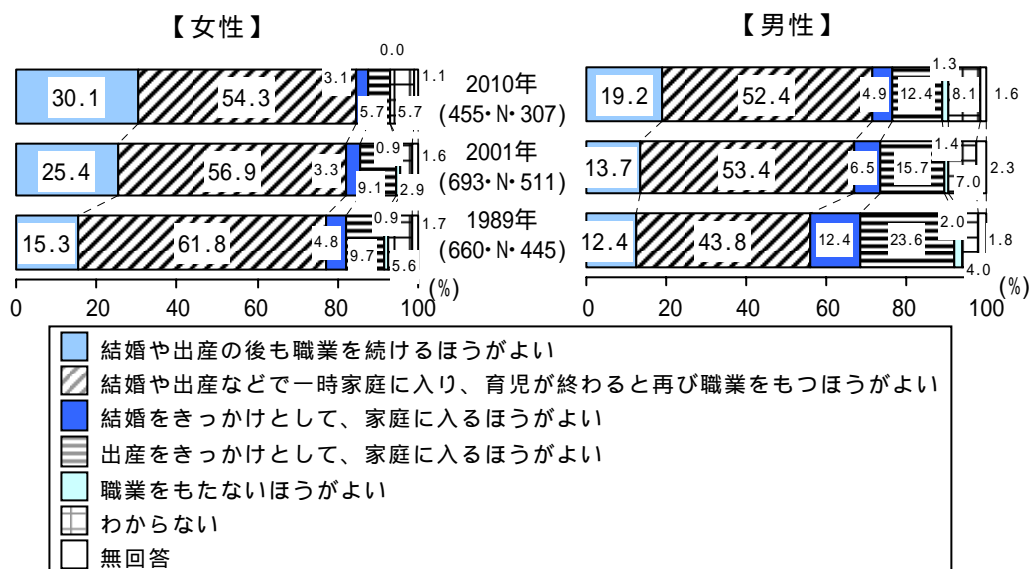 【女性】
【男性】
0.0
30.1 54.3 3.1 5.7 5.7 1.1
2010年
(455・N・307)
1.3
19.2 52.4 4.9 12.4 8.1 1.6
25.4 56.9 3.3 9.1 0.9 2.9 1.6
2001年
(693・N・511)
13.7 53.4 6.5 15.7 1.4 7.0 2.3
15.3 61.8 4.8 9.7 0.9 5.6 1.7
1989年
(660・N・445)
12.4 43.8 12.4 23.6 2.0 4.0 1.8
0 20 40 60 80 100 (%)
0 20 40 60 80 100 (%)
結婚や出産の後も職業を続けるほうがよい
結婚や出産などで一時家庭に入り、育児が終わると再び職業をもつほうがよい
結婚をきっかけとして、家庭に入るほうがよい
出産をきっかけとして、家庭に入るほうがよい
職業をもたないほうがよい
わからない
無回答